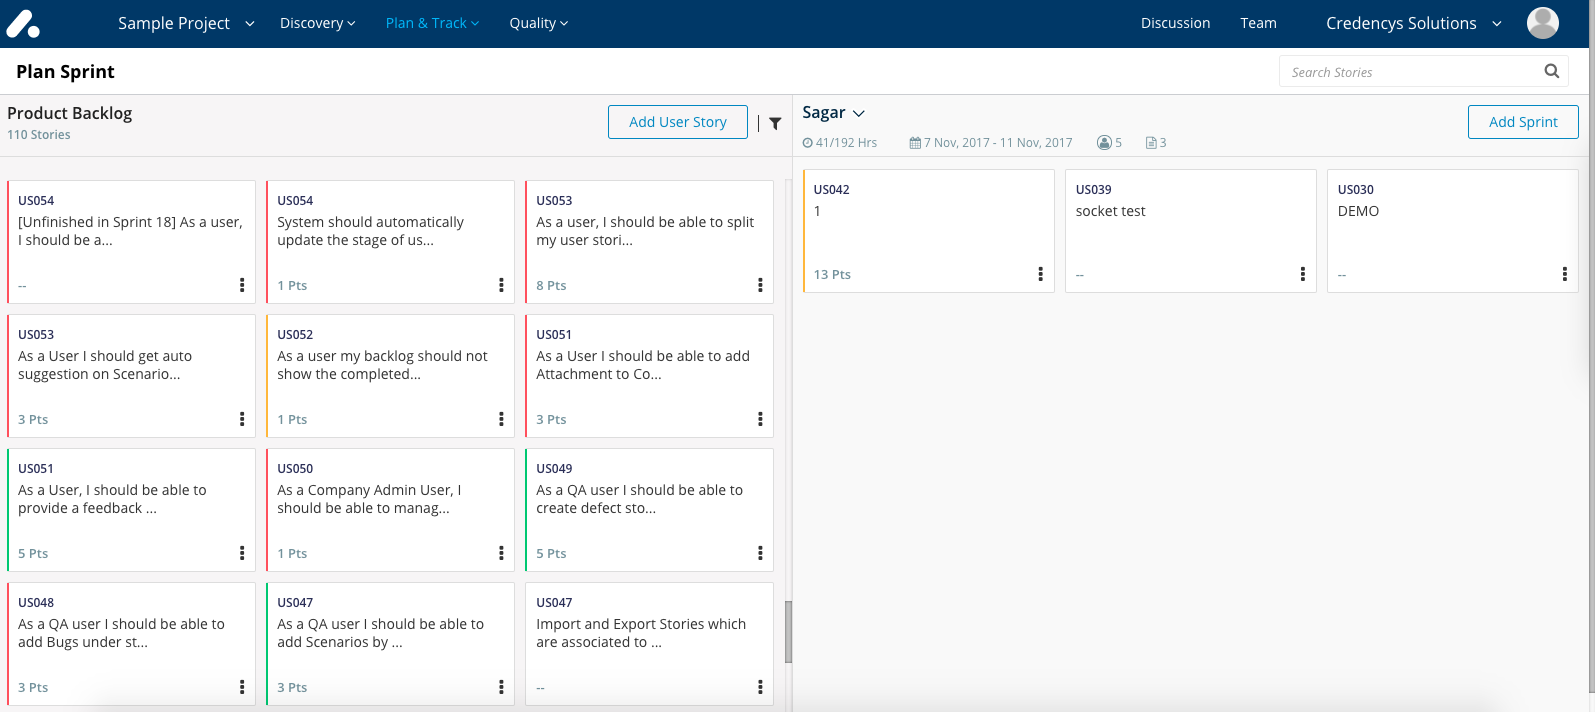 Sample Project
Discovery
Plan & Track
Quality
Discussion
Team
Credencys Solutions
Plan Sprint
Search Stories
Product Backlog
110 Stories
Add User Story
US054
[Unfinished in Sprint 18] As a user,
I should be a...
--
US054
System should automatically
update the stage of us...
1 Pts
US053
As a user, I should be able to split
my user stori...
8 Pts
US053
As a User I should get auto
suggestion on Scenario...
3 Pts
US052
As a user my backlog should not
show the completed...
1 Pts
US051
As a User I should be able to add
Attachment to Co...
3 Pts
US051
As a User, I should be able to
provide a feedback ...
5 Pts
US050
As a Company Admin User, I
should be able to manag...
1 Pts
US049
As a QA user I should be able to
create defect sto...
5 Pts
US048
As a QA user I should be able to
add Bugs under st...
3 Pts
US047
As a QA user I should be able to
add Scenarios by ...
3 Pts
US047
Import and Export Stories which
are associated to ...
--
Sagar
41/192 Hrs
7 Nov, 2017 - 11 Nov, 2017
5
3
Add Sprint
US042
1
13 Pts
US039
socket test
--
US030
DEMO
--